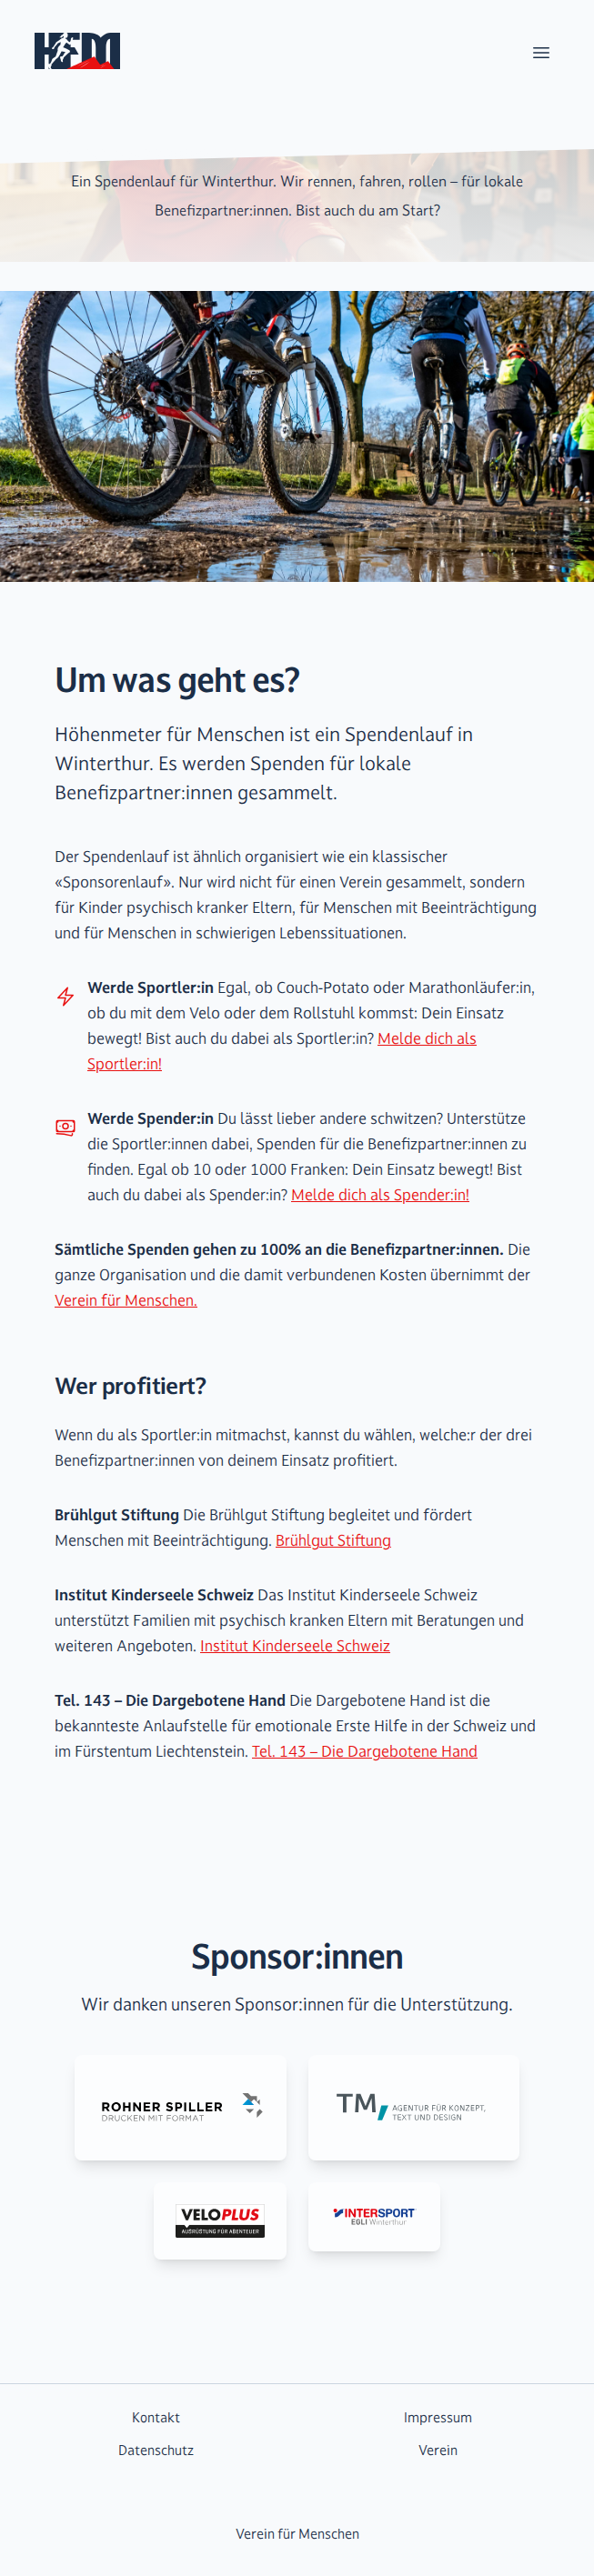 HFM
Ein Spendenlauf für Winterthur. Wir rennen, fahren, rollen – für lokale
Benefizpartner:innen. Bist auch du am Start?
Um was geht es?
Höhenmeter für Menschen ist ein Spendenlauf in
Winterthur. Es werden Spenden für lokale
Benefizpartner:innen gesammelt.
Der Spendenlauf ist ähnlich organisiert wie ein klassischer
«Sponsorenlauf». Nur wird nicht für einen Verein gesammelt, sondern
für Kinder psychisch kranker Eltern, für Menschen mit Beeinträchtigung
und für Menschen in schwierigen Lebenssituationen.
Werde Sportler:in Egal, ob Couch-Potato oder Marathonläufer:in,
ob du mit dem Velo oder dem Rollstuhl kommst: Dein Einsatz
bewegt! Bist auch du dabei als Sportler:in? Melde dich als
Sportler:in!
Werde Spender:in Du lässt lieber andere schwitzen? Unterstütze
die Sportler:innen dabei, Spenden für die Benefizpartner:innen zu
finden. Egal ob 10 oder 1000 Franken: Dein Einsatz bewegt! Bist
auch du dabei als Spender:in? Melde dich als Spender:in!
Sämtliche Spenden gehen zu 100% an die Benefizpartner:innen. Die
ganze Organisation und die damit verbundenen Kosten übernimmt der
Verein für Menschen.
Wer profitiert?
Wenn du als Sportler:in mitmachst, kannst du wählen, welche:r der drei
Benefizpartner:innen von deinem Einsatz profitiert.
Brühlgut Stiftung Die Brühlgut Stiftung begleitet und fördert
Menschen mit Beeinträchtigung. Brühlgut Stiftung
Institut Kinderseele Schweiz Das Institut Kinderseele Schweiz
unterstützt Familien mit psychisch kranken Eltern mit Beratungen und
weiteren Angeboten. Institut Kinderseele Schweiz
Tel. 143 – Die Dargebotene Hand Die Dargebotene Hand ist die
bekannteste Anlaufstelle für emotionale Erste Hilfe in der Schweiz und
im Fürstentum Liechtenstein. Tel. 143 – Die Dargebotene Hand
Sponsor:innen
Wir danken unseren Sponsor:innen für die Unterstützung.
ROHNER SPILLER
DRUCKEN MIT FORMAT
TM, AGENTUR FÜR KONZEPT,
TEXT UND DESIGN
VELOPLUS
AUSRÜSTUNG FÜR ABENTEUER
INTERSPORT
EGLI Winterthur
Kontakt
Impressum
Datenschutz
Verein
Verein für Menschen